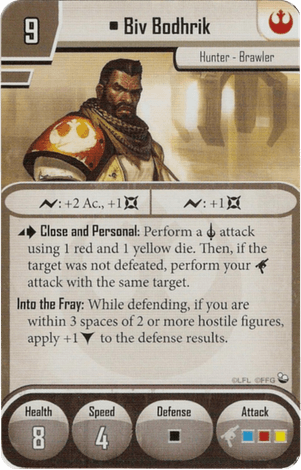 9
Biv Bodhrik
Hunter - Brawler
: +2 Ac., +1
: +1
Close and Personal: Perform a attack
using 1 red and 1 yellow die. Then, if the
target was not defeated, perform your
attack with the same target.
Into the Fray: While defending, if you are
within 3 spaces of 2 or more hostile figures,
apply +1 to the defense results.
©LFL ©FFG
Health
Speed
Defense
Attack
8
4